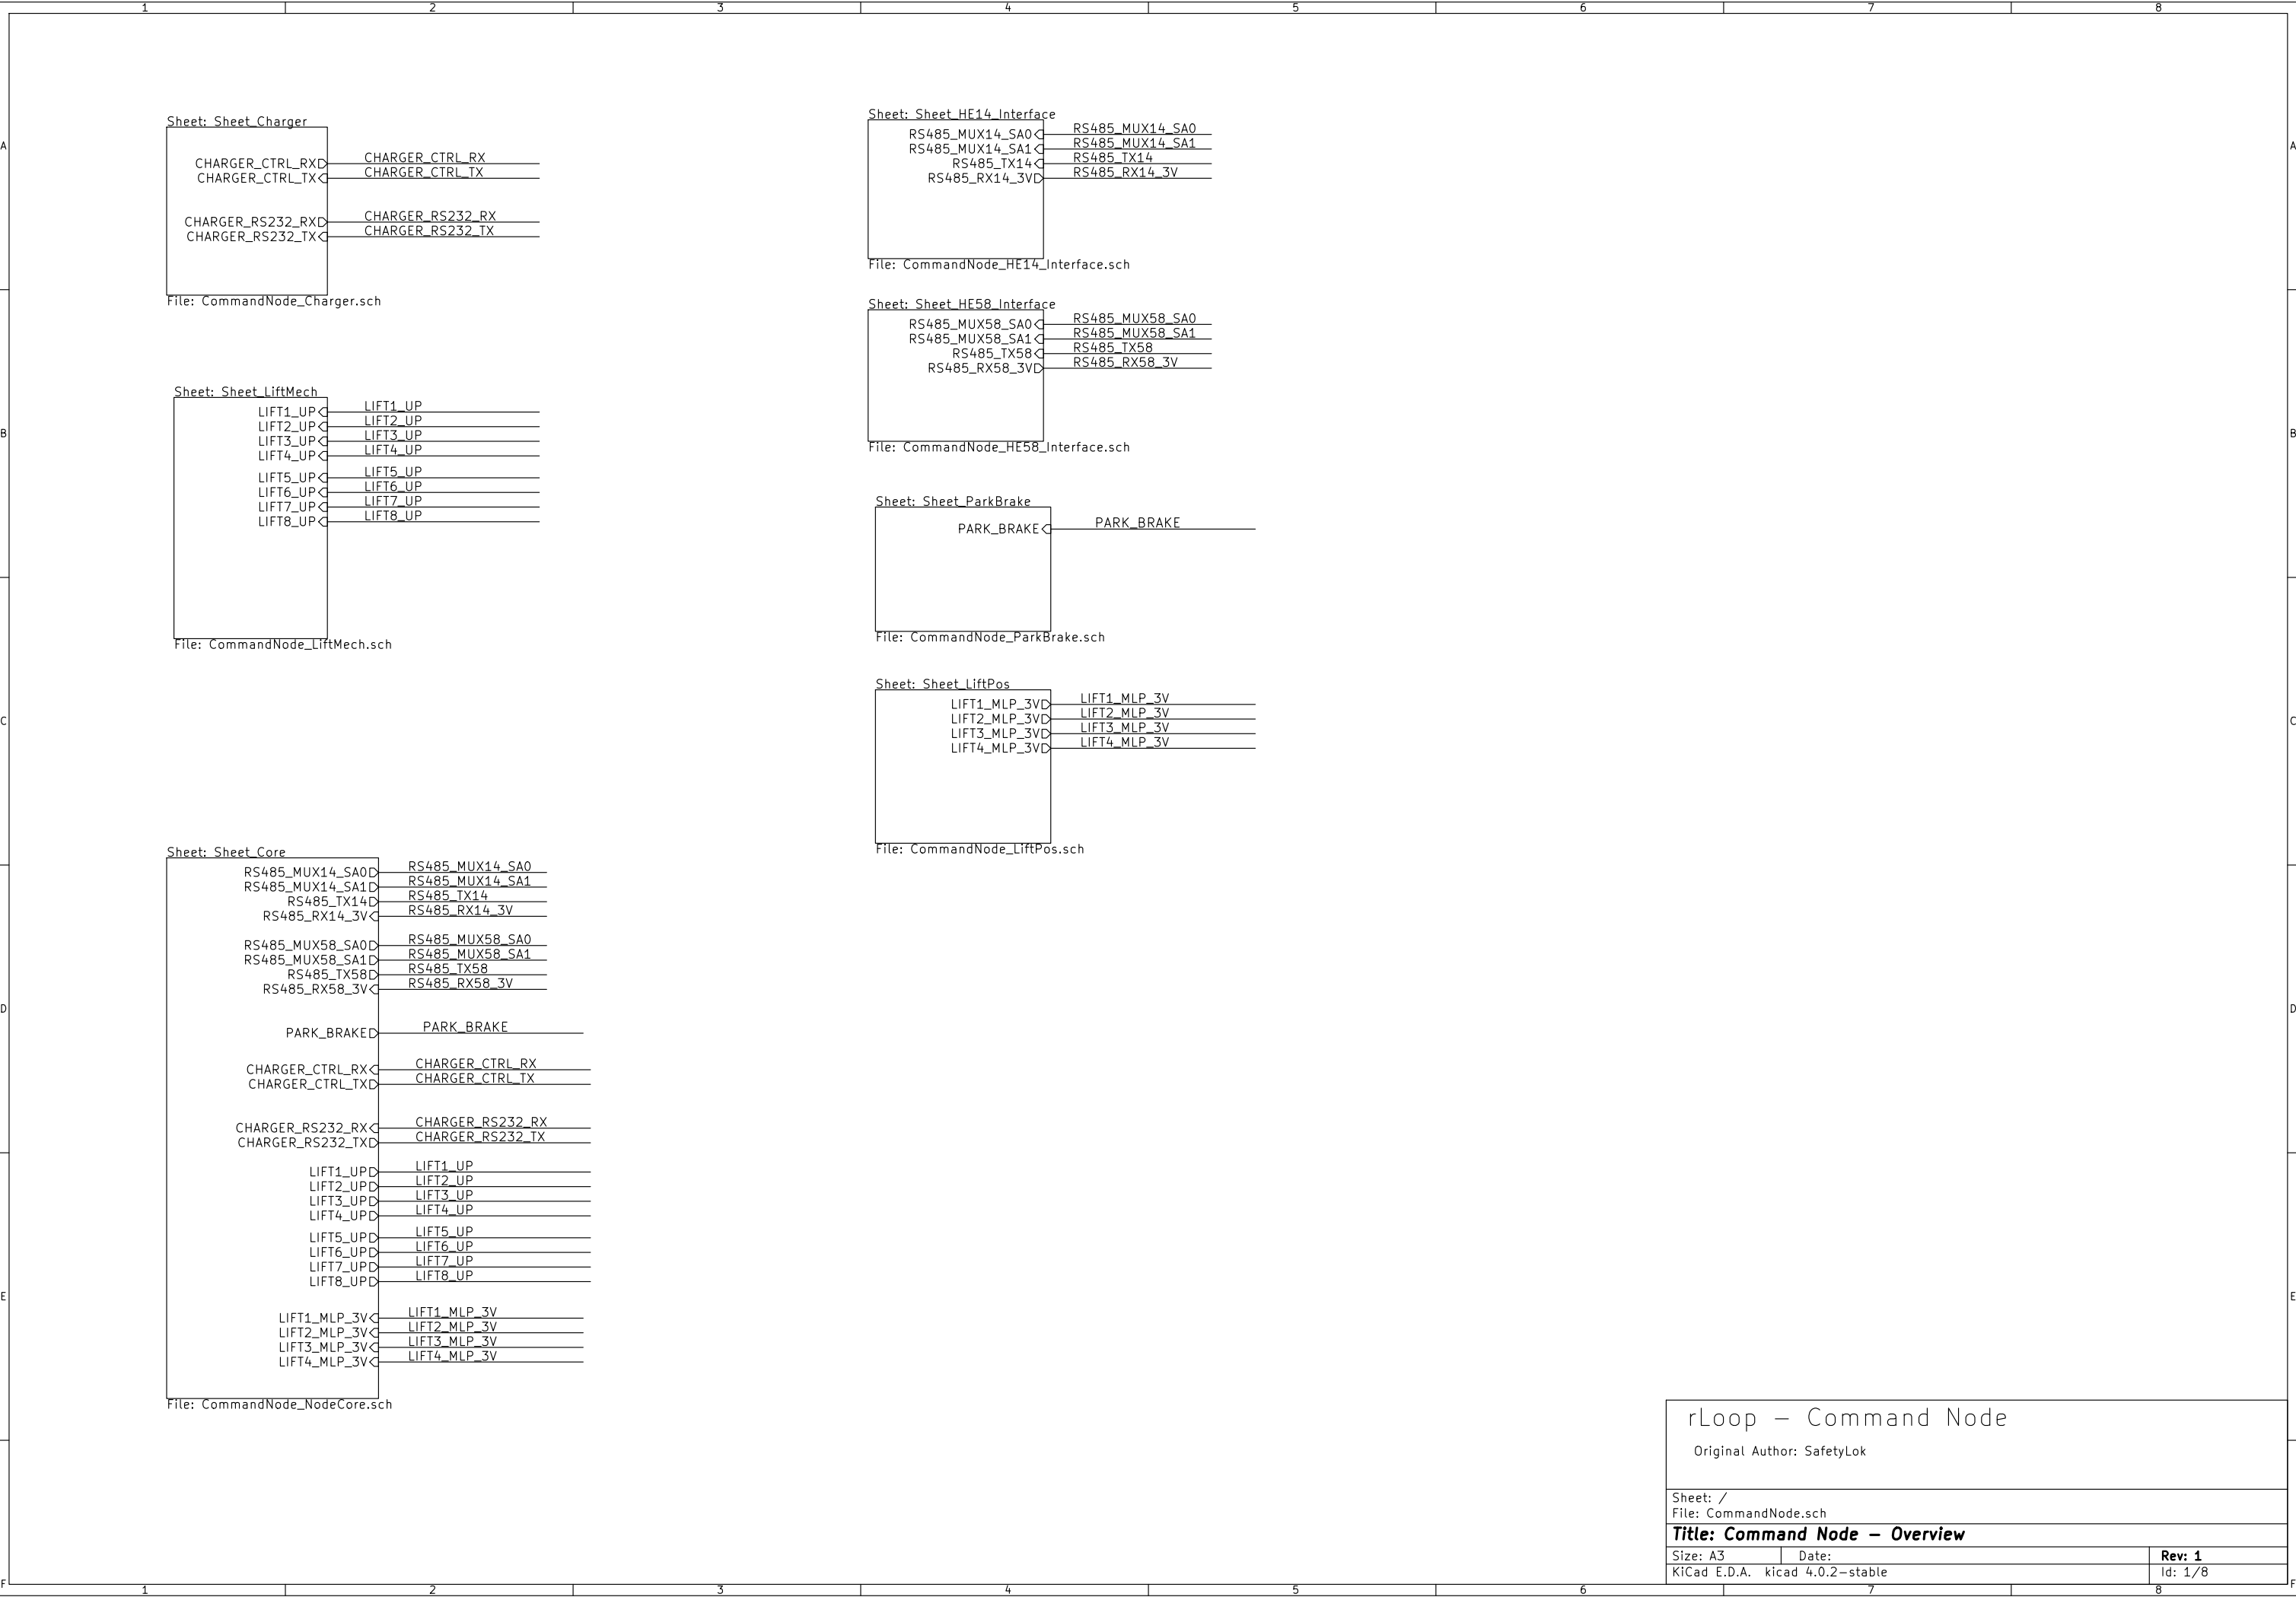 1 2 3 4 5 6 7 8
A A
B B
C C
D D
E E
F F
Sheet: Sheet_Charger
CHARGER_CTRL_RX CHARGER_CTRL_RX
CHARGER_CTRL_TX CHARGER_CTRL_TX
CHARGER_RS232_RX CHARGER_RS232_RX
CHARGER_RS232_TX CHARGER_RS232_TX
File: CommandNode_Charger.sch
Sheet: Sheet_LiftMech
LIFT1_UP LIFT1_UP
LIFT2_UP LIFT2_UP
LIFT3_UP LIFT3_UP
LIFT4_UP LIFT4_UP
LIFT5_UP LIFT5_UP
LIFT6_UP LIFT6_UP
LIFT7_UP LIFT7_UP
LIFT8_UP LIFT8_UP
File: CommandNode_LiftMech.sch
Sheet: Sheet_Core
RS485_MUX14_SA0 RS485_MUX14_SA0
RS485_MUX14_SA1 RS485_MUX14_SA1
RS485_TX14 RS485_TX14
RS485_RX14_3V RS485_RX14_3V
RS485_MUX58_SA0 RS485_MUX58_SA0
RS485_MUX58_SA1 RS485_MUX58_SA1
RS485_TX58 RS485_TX58
RS485_RX58_3V RS485_RX58_3V
PARK_BRAKE PARK_BRAKE
CHARGER_CTRL_RX CHARGER_CTRL_RX
CHARGER_CTRL_TX CHARGER_CTRL_TX
CHARGER_RS232_RX CHARGER_RS232_RX
CHARGER_RS232_TX CHARGER_RS232_TX
LIFT1_UP LIFT1_UP
LIFT2_UP LIFT2_UP
LIFT3_UP LIFT3_UP
LIFT4_UP LIFT4_UP
LIFT5_UP LIFT5_UP
LIFT6_UP LIFT6_UP
LIFT7_UP LIFT7_UP
LIFT8_UP LIFT8_UP
LIFT1_MLP_3V LIFT1_MLP_3V
LIFT2_MLP_3V LIFT2_MLP_3V
LIFT3_MLP_3V LIFT3_MLP_3V
LIFT4_MLP_3V LIFT4_MLP_3V
File: CommandNode_NodeCore.sch
Sheet: Sheet_HE14_Interface
RS485_MUX14_SA0 RS485_MUX14_SA0
RS485_MUX14_SA1 RS485_MUX14_SA1
RS485_TX14 RS485_TX14
RS485_RX14_3V RS485_RX14_3V
File: CommandNode_HE14_Interface.sch
Sheet: Sheet_HE58_Interface
RS485_MUX58_SA0 RS485_MUX58_SA0
RS485_MUX58_SA1 RS485_MUX58_SA1
RS485_TX58 RS485_TX58
RS485_RX58_3V RS485_RX58_3V
File: CommandNode_HE58_Interface.sch
Sheet: Sheet_ParkBrake
PARK_BRAKE PARK_BRAKE
File: CommandNode_ParkBrake.sch
Sheet: Sheet_LiftPos
LIFT1_MLP_3V LIFT1_MLP_3V
LIFT2_MLP_3V LIFT2_MLP_3V
LIFT3_MLP_3V LIFT3_MLP_3V
LIFT4_MLP_3V LIFT4_MLP_3V
File: CommandNode_LiftPos.sch
rLoop – Command Node
Original Author: SafetyLok
Sheet: /
File: CommandNode.sch
Title: Command Node – Overview
Size: A3 Date: Rev: 1
KiCad E.D.A. kicad 4.0.2-stable Id: 1/8
1 2 3 4 5 6 7 8